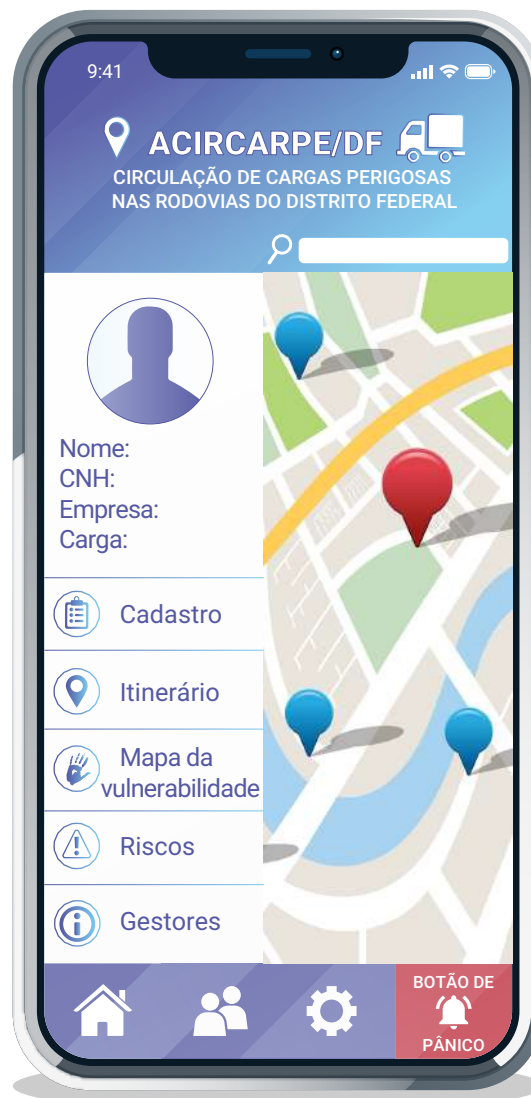 9:41
ACIRCARPE/DF
CIRCULAÇÃO DE CARGAS PERIGOSAS
NAS RODOVIAS DO DISTRITO FEDERAL
Nome:
CNH:
Empresa:
Carga:
Cadastro
Itinerário
Mapa da
vulnerabilidade
Riscos
Gestores
BOTÃO DE
PÂNICO